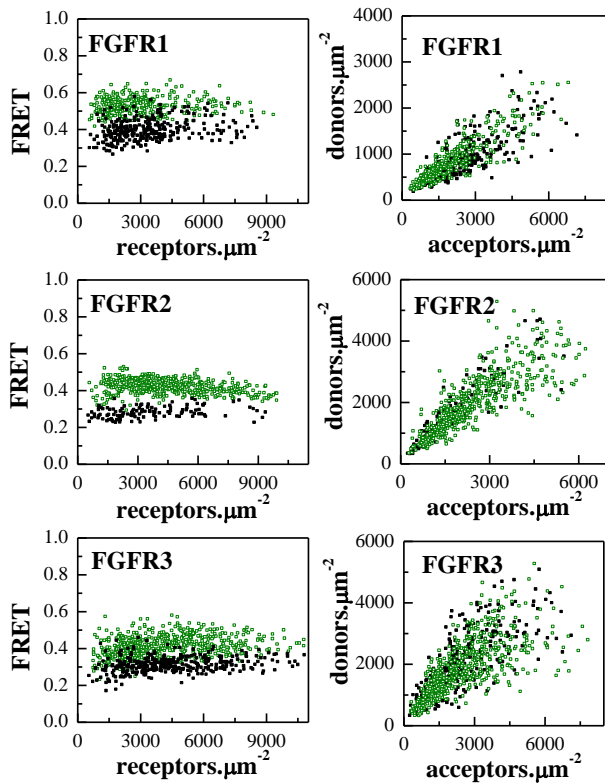 FGFR1
FRET
1.0
0.8
0.6
0.4
0.2
0.0
0 3000 6000 9000
receptors.μm⁻²
FGFR1
donors.μm⁻²
4000
3000
2000
1000
0
0 3000 6000
acceptors.μm⁻²
FGFR2
FRET
1.0
0.8
0.6
0.4
0.2
0.0
0 3000 6000 9000
receptors.μm⁻²
FGFR2
donors.μm⁻²
6000
4000
2000
0
0 3000 6000
acceptors.μm⁻²
FGFR3
FRET
1.0
0.8
0.6
0.4
0.2
0.0
0 3000 6000 9000
receptors.μm⁻²
FGFR3
donors.μm⁻²
6000
4000
2000
0
0 3000 6000
acceptors.μm⁻²